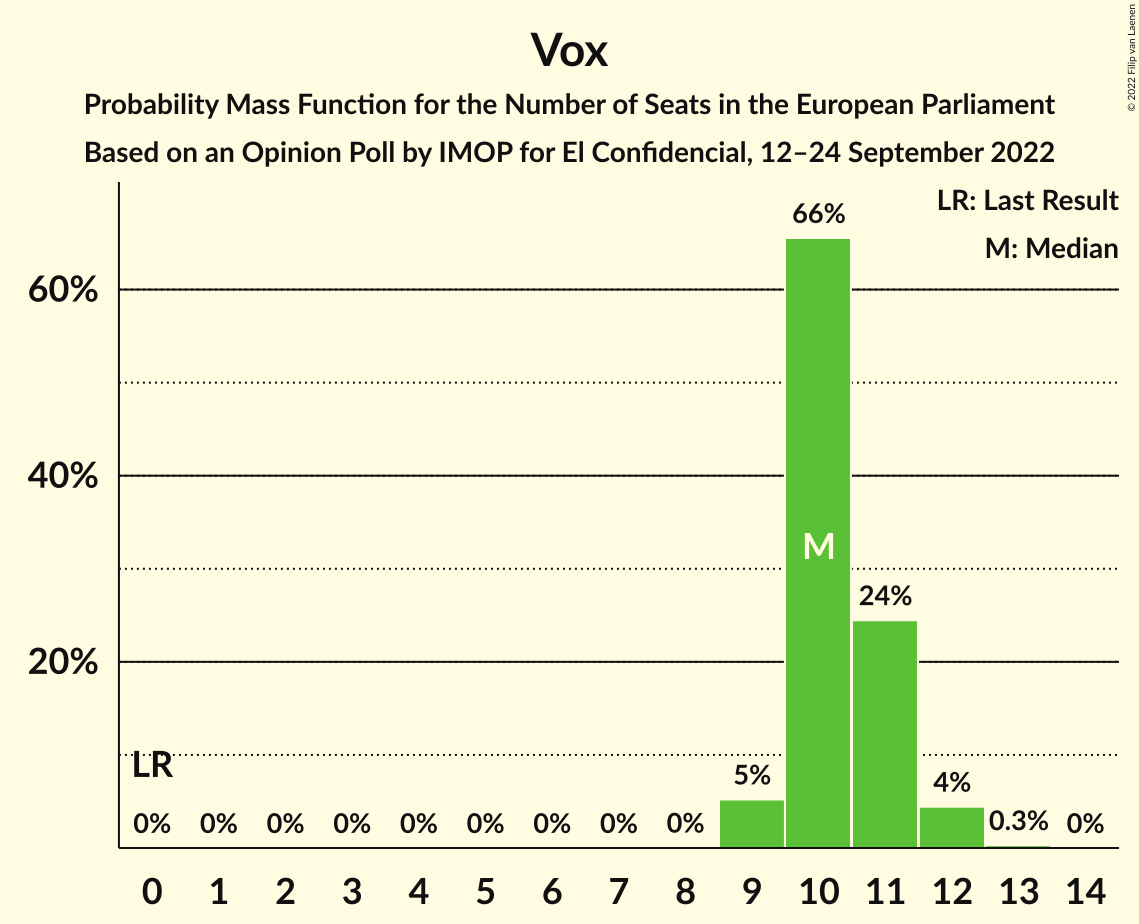 Vox
Probability Mass Function for the Number of Seats in the European Parliament
Based on an Opinion Poll by IMOP for El Confidencial, 12–24 September 2022
© 2022 Filip van Laenen
LR: Last Result
M: Median
60%
40%
20%
66%
M
24%
LR
5%
4%
0% 0% 0% 0% 0% 0% 0% 0% 0% 0.3% 0%
0 1 2 3 4 5 6 7 8 9 10 11 12 13 14